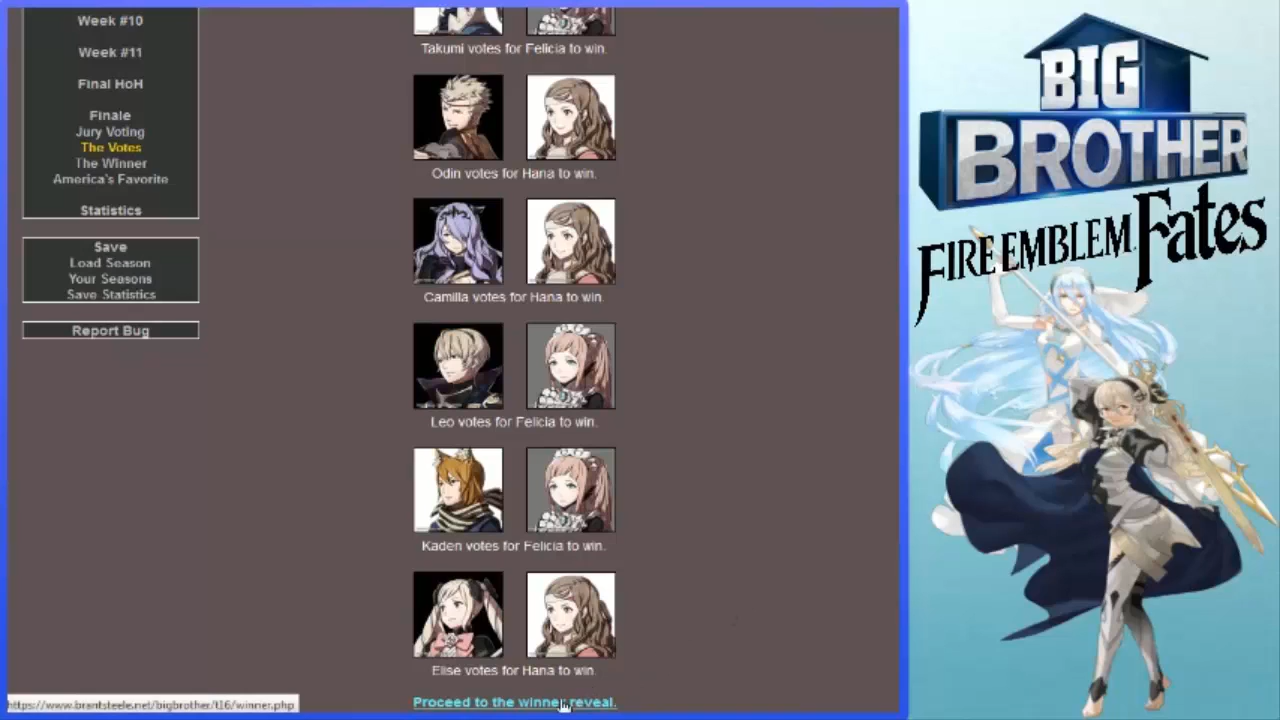 Week #10
Week #11
Final HoH
Finale
Jury Voting
The Votes
The Winner
America's Favorite
Statistics
Save
Load Season
Your Seasons
Save Statistics
Report Bug
Takumi votes for Felicia to win.
Odin votes for Hana to win.
Camilla votes for Hana to win.
Leo votes for Felicia to win.
Kaden votes for Felicia to win.
Elise votes for Hana to win.
Proceed to the winner reveal.
https://www.brantsteele.net/bigbrother/t16/winner.php
BIG
BROTHER
FIRE EMBLEM Fates